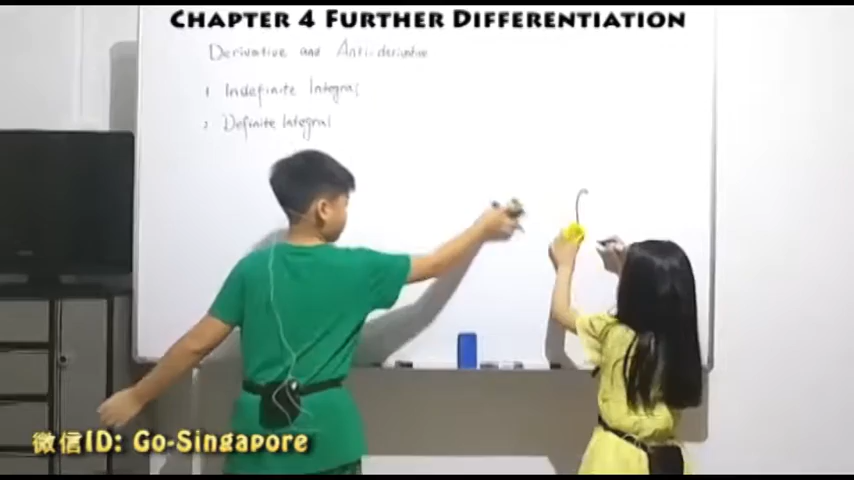 CHAPTER 4 FURTHER DIFFERENTIATION
Derivative and Anti-derivative
1 Indefinite Integral
2 Definite Integral
微信ID: Go-Singapore